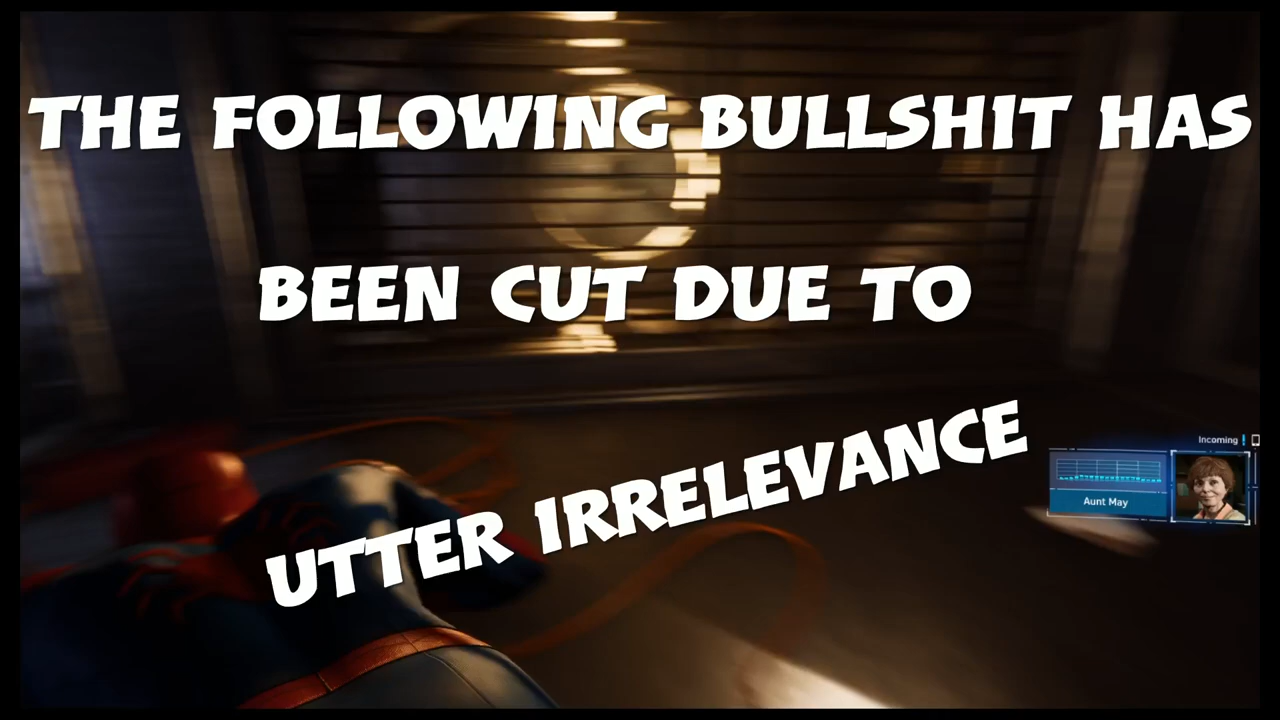 THE FOLLOWING BULLSHIT HAS
BEEN CUT DUE TO
UTTER IRRELEVANCE
Incoming
Aunt May